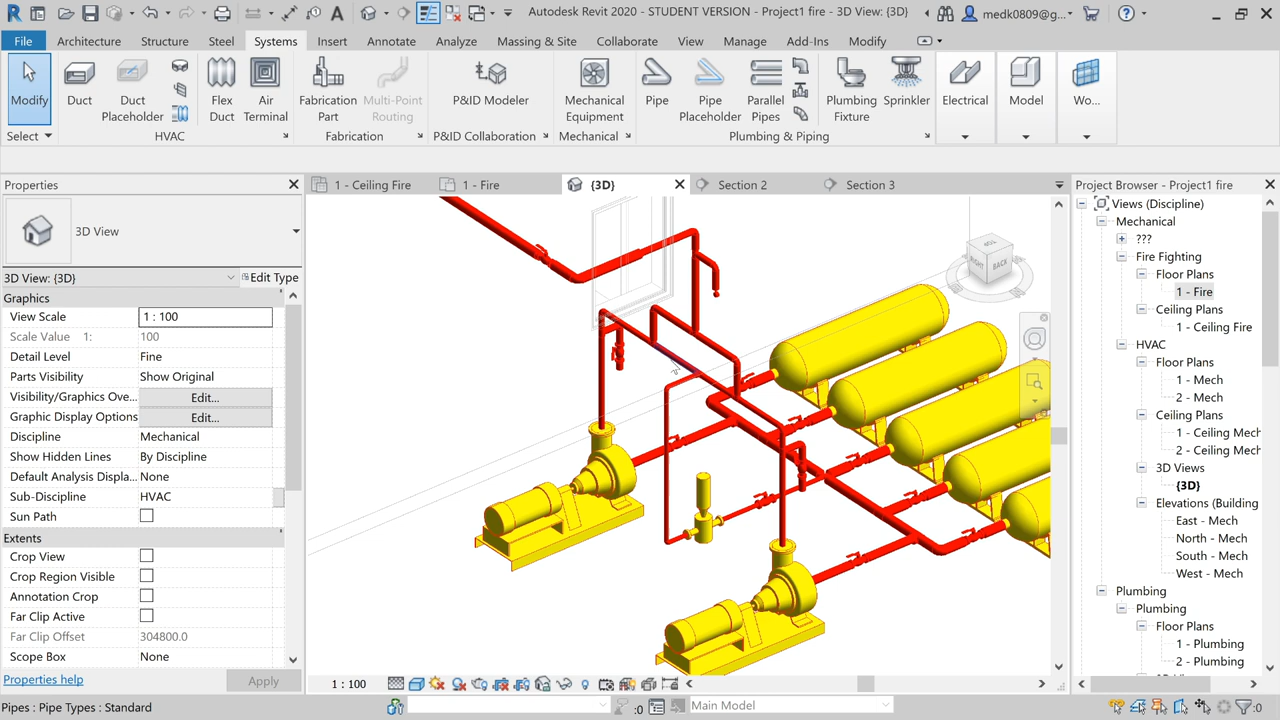 Autodesk Revit 2020 - STUDENT VERSION - Project1 fire - 3D View: {3D}
medk0809@g...
File Architecture Structure Steel Systems Insert Annotate Analyze Massing & Site Collaborate View Manage Add-Ins Modify
Modify
Duct
Duct Placeholder
Flex Duct
Air Terminal
Fabrication Part
Multi-Point Routing
P&ID Modeler
Mechanical Equipment
Pipe
Pipe Placeholder
Parallel Pipes
Plumbing Fixture
Sprinkler
Electrical
Model
Wo...
Select HVAC Fabrication P&ID Collaboration Mechanical Plumbing & Piping
Properties
1 - Ceiling Fire
1 - Fire
{3D}
Section 2
Section 3
Project Browser - Project1 fire
3D View
3D View: {3D} Edit Type
Graphics
View Scale 1 : 100
Scale Value 1: 100
Detail Level Fine
Parts Visibility Show Original
Visibility/Graphics Ove... Edit...
Graphic Display Options Edit...
Discipline Mechanical
Show Hidden Lines By Discipline
Default Analysis Displa... None
Sub-Discipline HVAC
Sun Path
Extents
Crop View
Crop Region Visible
Annotation Crop
Far Clip Active
Far Clip Offset 304800.0
Scope Box None
Properties help Apply
TOP
RIGHT
BACK
Views (Discipline)
Mechanical
???
Fire Fighting
Floor Plans
1 - Fire
Ceiling Plans
1 - Ceiling Fire
HVAC
Floor Plans
1 - Mech
2 - Mech
Ceiling Plans
1 - Ceiling Mech
2 - Ceiling Mech
3D Views
{3D}
Elevations (Building
East - Mech
North - Mech
South - Mech
West - Mech
Plumbing
Plumbing
Floor Plans
1 - Plumbing
2 - Plumbing
1 : 100
Pipes : Pipe Types : Standard
:0
Main Model
:0